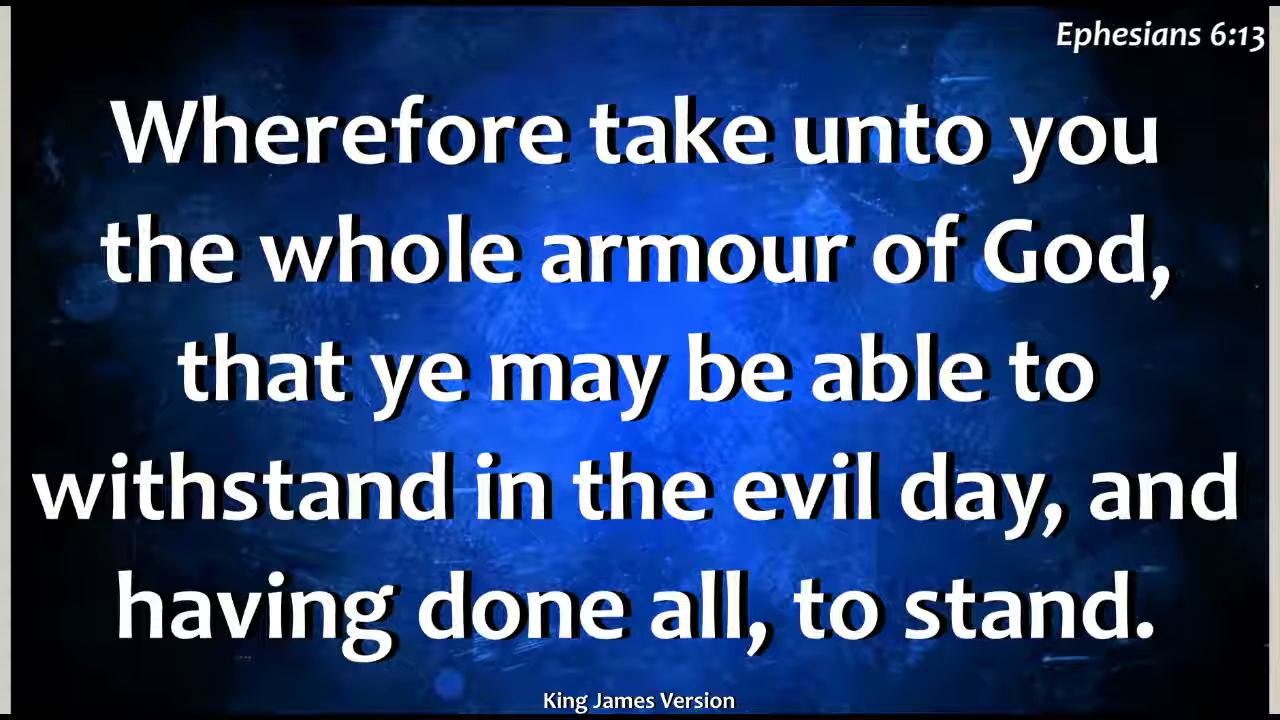 Ephesians 6:13
Wherefore take unto you
the whole armour of God,
that ye may be able to
withstand in the evil day, and
having done all, to stand.
King James Version